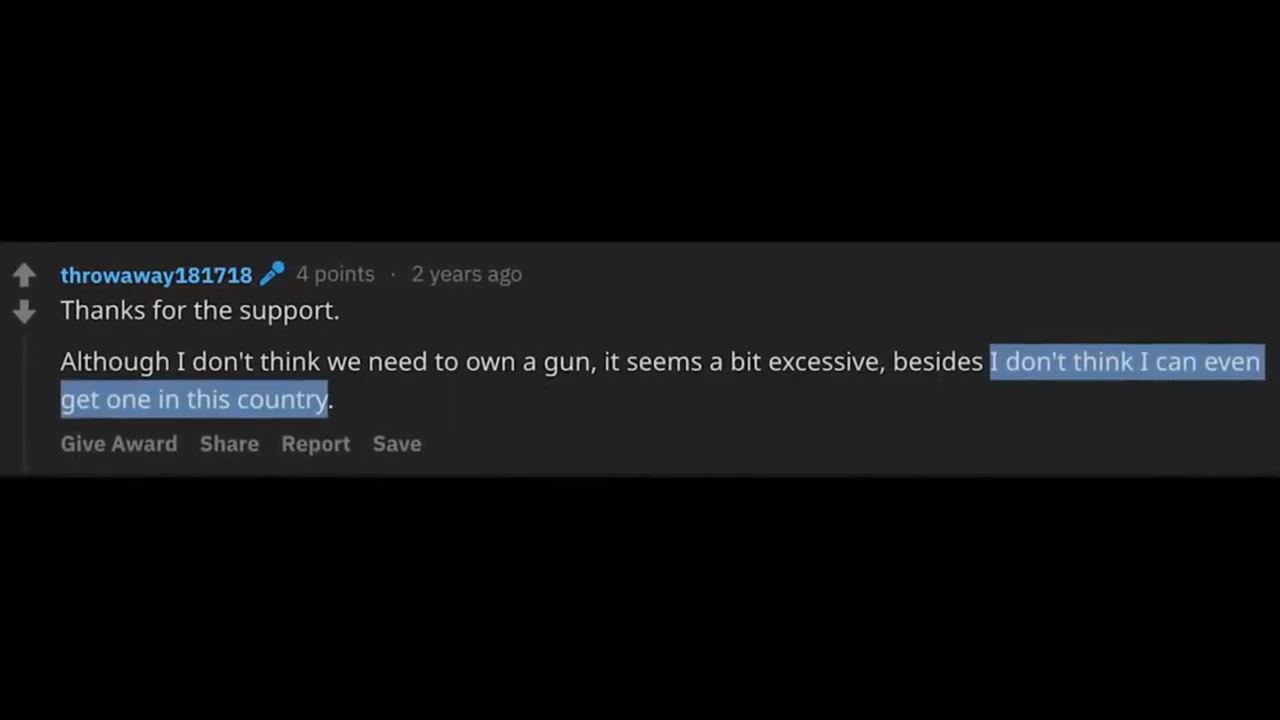 throwaway181718 4 points · 2 years ago
Thanks for the support.
Although I don't think we need to own a gun, it seems a bit excessive, besides I don't think I can even
get one in this country.
Give Award Share Report Save